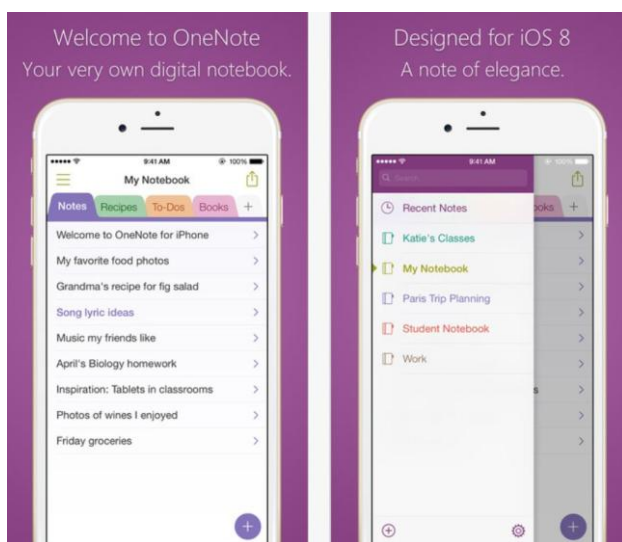 Welcome to OneNote
Your very own digital notebook.
9:41 AM
100%
My Notebook
Notes Recipes To-Dos Books +
Welcome to OneNote for iPhone
My favorite food photos
Grandma's recipe for fig salad
Song lyric ideas
Music my friends like
April's Biology homework
Inspiration: Tablets in classrooms
Photos of wines I enjoyed
Friday groceries
Designed for iOS 8
A note of elegance.
9:41 AM
100%
Search
Recent Notes
ooks +
Katie's Classes
My Notebook
Paris Trip Planning
Student Notebook
Work
s